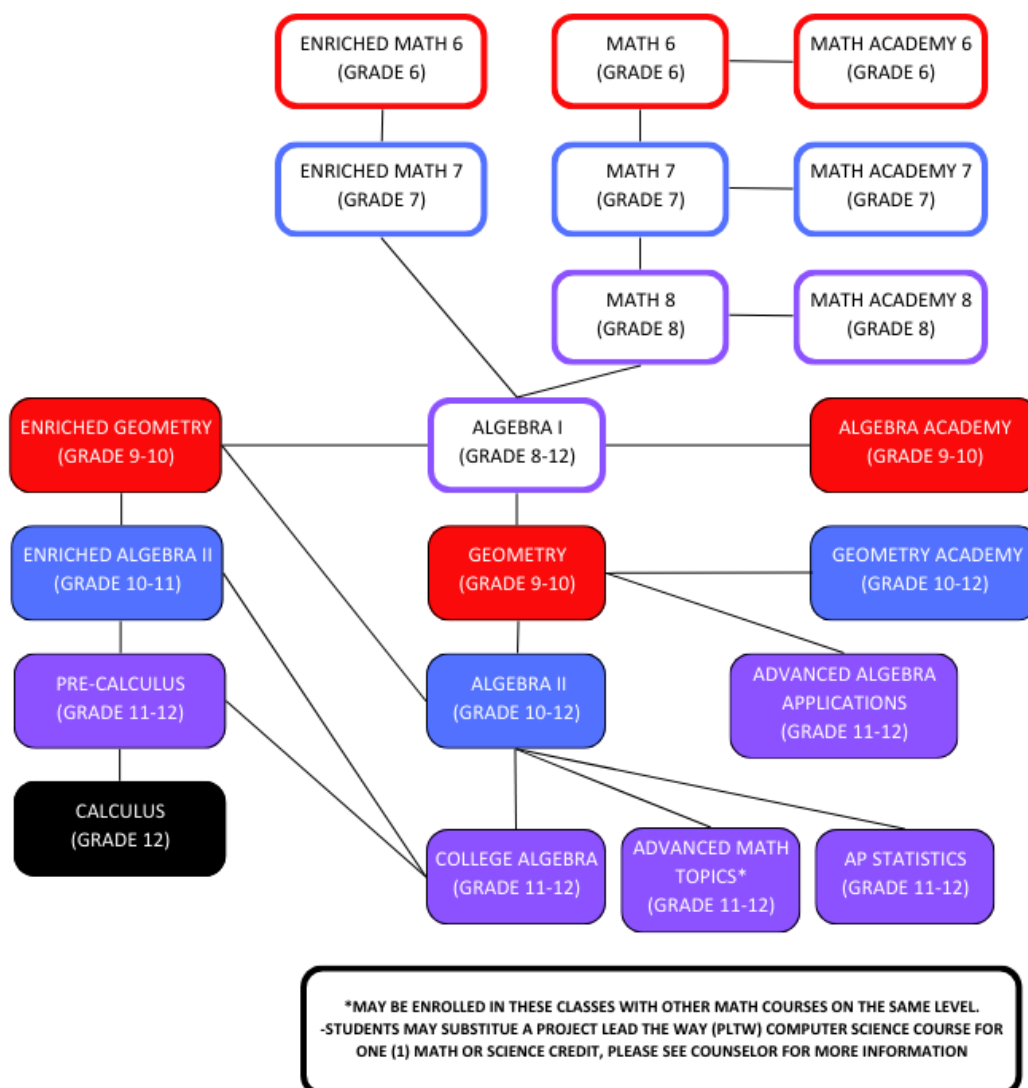 ENRICHED MATH 6
(GRADE 6)
MATH 6
(GRADE 6)
MATH ACADEMY 6
(GRADE 6)
ENRICHED MATH 7
(GRADE 7)
MATH 7
(GRADE 7)
MATH ACADEMY 7
(GRADE 7)
MATH 8
(GRADE 8)
MATH ACADEMY 8
(GRADE 8)
ENRICHED GEOMETRY
(GRADE 9-10)
ALGEBRA I
(GRADE 8-12)
ALGEBRA ACADEMY
(GRADE 9-10)
ENRICHED ALGEBRA II
(GRADE 10-11)
GEOMETRY
(GRADE 9-10)
GEOMETRY ACADEMY
(GRADE 10-12)
PRE-CALCULUS
(GRADE 11-12)
ALGEBRA II
(GRADE 10-12)
ADVANCED ALGEBRA
APPLICATIONS
(GRADE 11-12)
CALCULUS
(GRADE 12)
COLLEGE ALGEBRA
(GRADE 11-12)
ADVANCED MATH
TOPICS*
(GRADE 11-12)
AP STATISTICS
(GRADE 11-12)
*MAY BE ENROLLED IN THESE CLASSES WITH OTHER MATH COURSES ON THE SAME LEVEL.
-STUDENTS MAY SUBSTITUE A PROJECT LEAD THE WAY (PLTW) COMPUTER SCIENCE COURSE FOR
ONE (1) MATH OR SCIENCE CREDIT, PLEASE SEE COUNSELOR FOR MORE INFORMATION